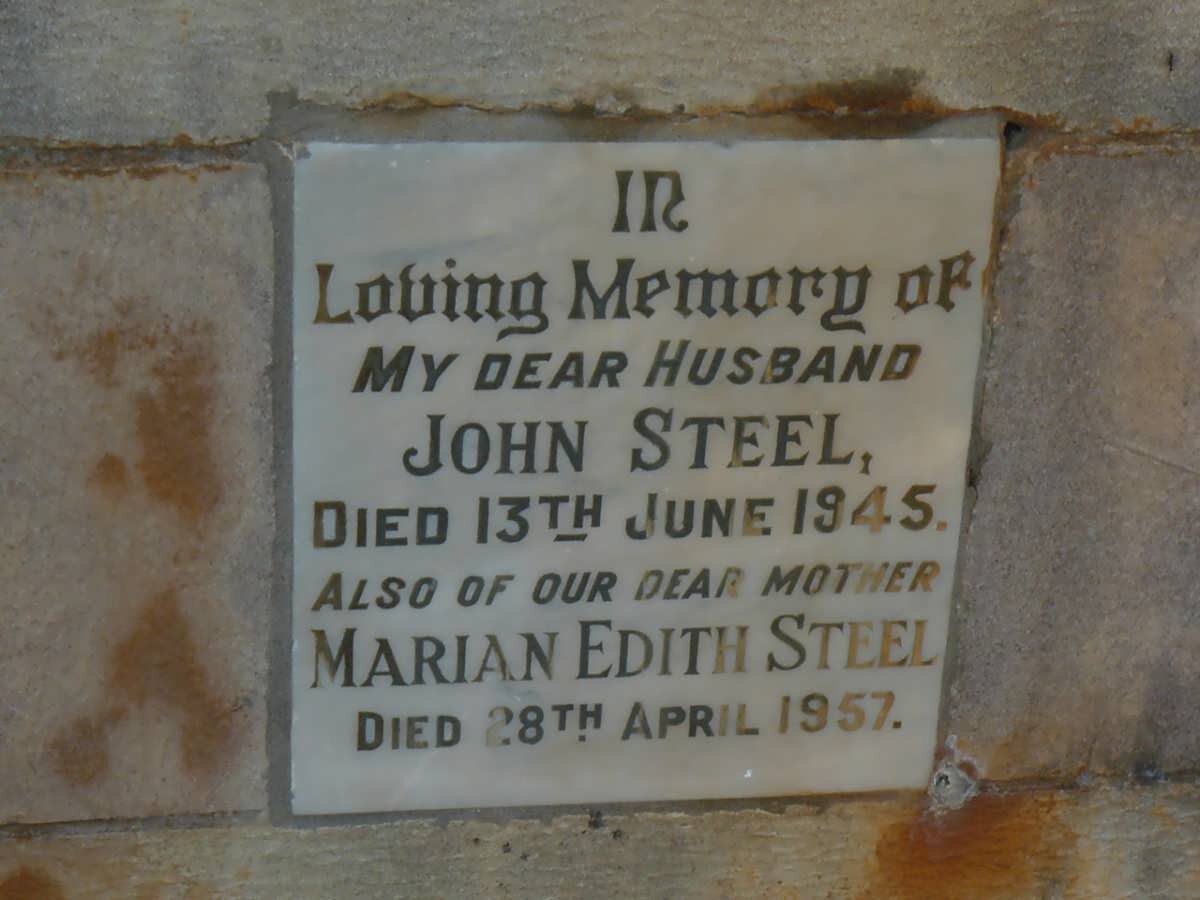 In
Loving Memory of
My dear Husband
John Steel,
Died 13th June 1945.
Also of our dear mother
Marian Edith Steel
Died 28th April 1957.